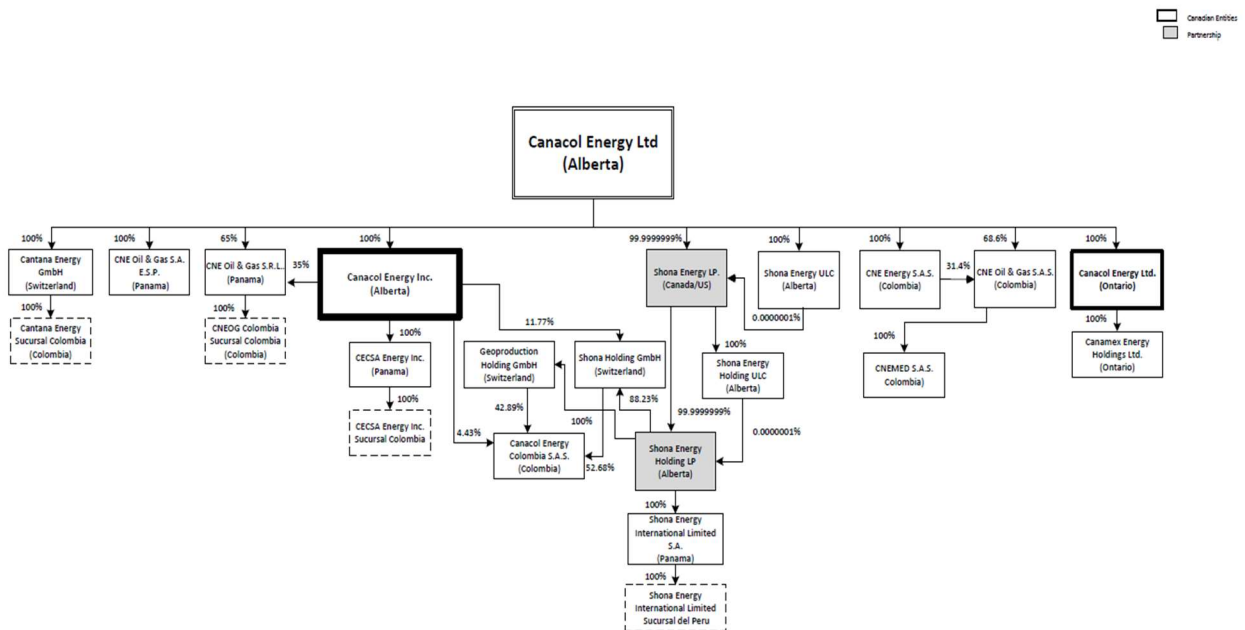 Canadian Entities
Partnership
Canacol Energy Ltd
(Alberta)
100%
100%
65%
100%
99.9999999%
100%
100%
68.6%
100%
Cantana Energy
GmbH
(Switzerland)
CNE Oil & Gas S.A.
E.S.P.
(Panama)
CNE Oil & Gas S.R.L.
(Panama)
35%
Canacol Energy Inc.
(Alberta)
Shona Energy LP.
(Canada/US)
Shona Energy ULC
(Alberta)
CNE Energy S.A.S.
(Colombia)
31.4%
CNE Oil & Gas S.A.S.
(Colombia)
Canacol Energy Ltd.
(Ontario)
100%
100%
0.0000001%
100%
Cantana Energy
Sucursal Colombia
(Colombia)
CNEOG Colombia
Sucursal Colombia
(Colombia)
100%
11.77%
100%
100%
CECSA Energy Inc.
(Panama)
Geoproduction
Holding GmbH
(Switzerland)
Shona Holding GmbH
(Switzerland)
Shona Energy
Holding ULC
(Alberta)
CNEMED S.A.S.
Colombia)
Canamex Energy
Holdings Ltd.
(Ontario)
100%
42.89%
100%
88.23%
99.9999999%
0.0000001%
CECSA Energy Inc.
Sucursal Colombia
4.43%
Canacol Energy
Colombia S.A.S.
(Colombia)
52.68%
Shona Energy
Holding LP
(Alberta)
100%
Shona Energy
International Limited
S.A.
(Panama)
100%
Shona Energy
International Limited
Sucursal del Peru